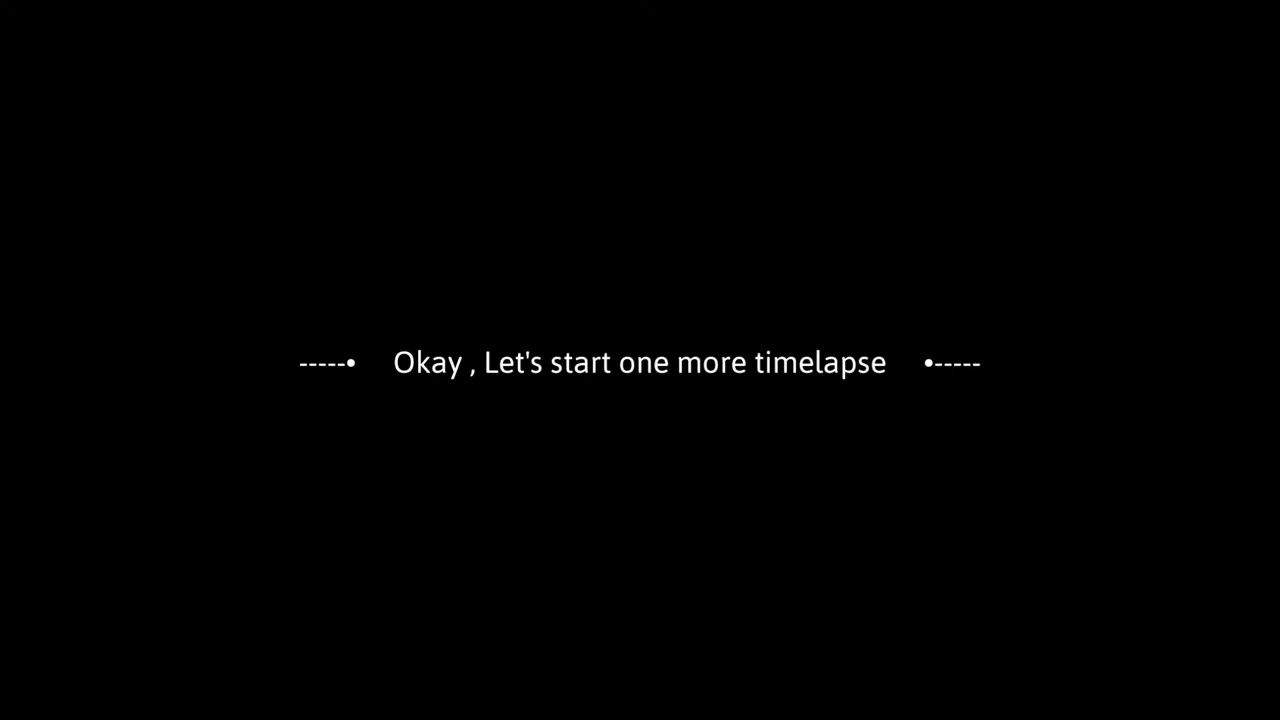 -----• Okay , Let's start one more timelapse •-----